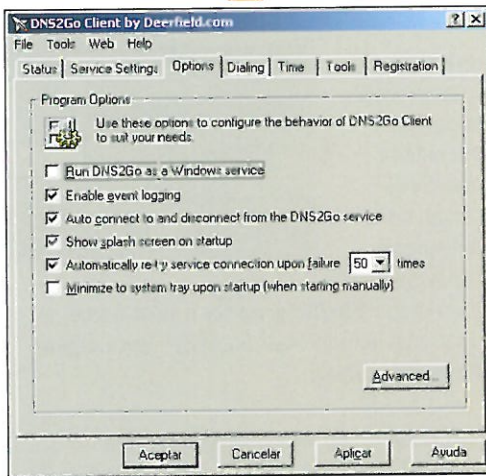 DNS2Go Client by Deerfield.com
File Tools Web Help
Status Service Settings Options Dialing Time Tools Registration
Program Options
Use these options to configure the behavior of DNS2Go Client
to suit your needs.
Run DNS2Go as a Windows service
Enable event logging
Auto connect to and disconnect from the DNS2Go service
Show splash screen on startup
Automatically retry service connection upon failure 50 times
Minimize to system tray upon startup (when starting manually)
Advanced...
Aceptar Cancelar Aplicar Ayuda